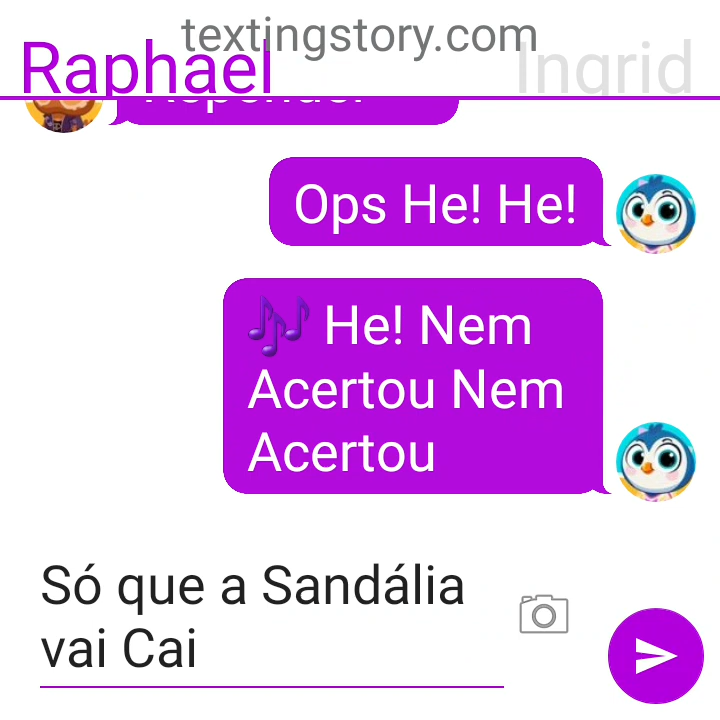 textingstory.com
Raphael Ingrid
Ops He! He!
🎶 He! Nem
Acertou Nem
Acertou
Só que a Sandália
vai Cai